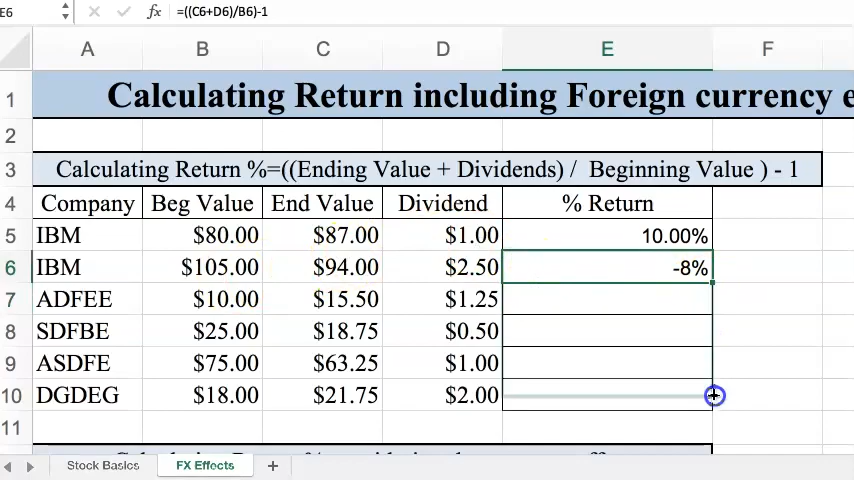 E6 fx =((C6+D6)/B6)-1
A B C D E F
1 Calculating Return including Foreign currency e
2
3 Calculating Return %=((Ending Value + Dividends) / Beginning Value ) - 1
4 Company Beg Value End Value Dividend % Return
5 IBM $80.00 $87.00 $1.00 10.00%
6 IBM $105.00 $94.00 $2.50 -8%
7 ADFEE $10.00 $15.50 $1.25
8 SDFBE $25.00 $18.75 $0.50
9 ASDFE $75.00 $63.25 $1.00
10 DGDEG $18.00 $21.75 $2.00
11
Stock Basics FX Effects +